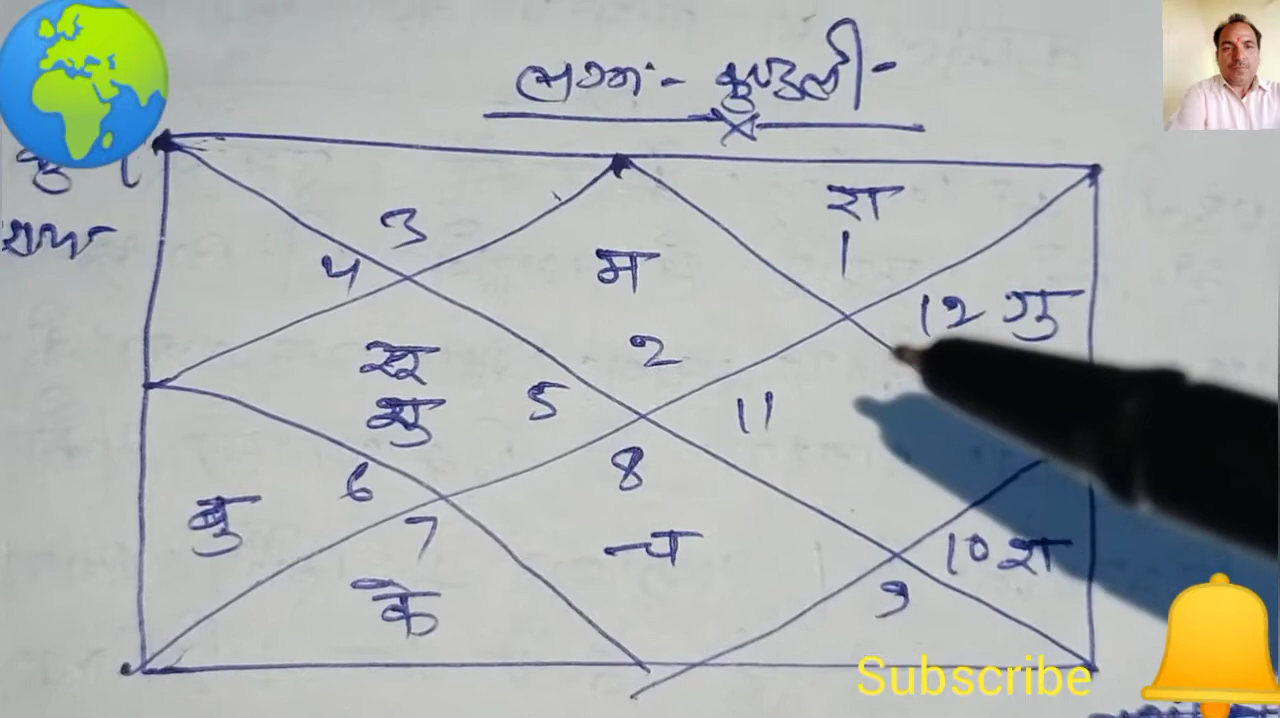 लग्न:- कुण्डली -
3
4
म
2
रा
1
12 गु
सू
शु
5
11
6
बु
7
के
8
च
10 श
9
Subscribe